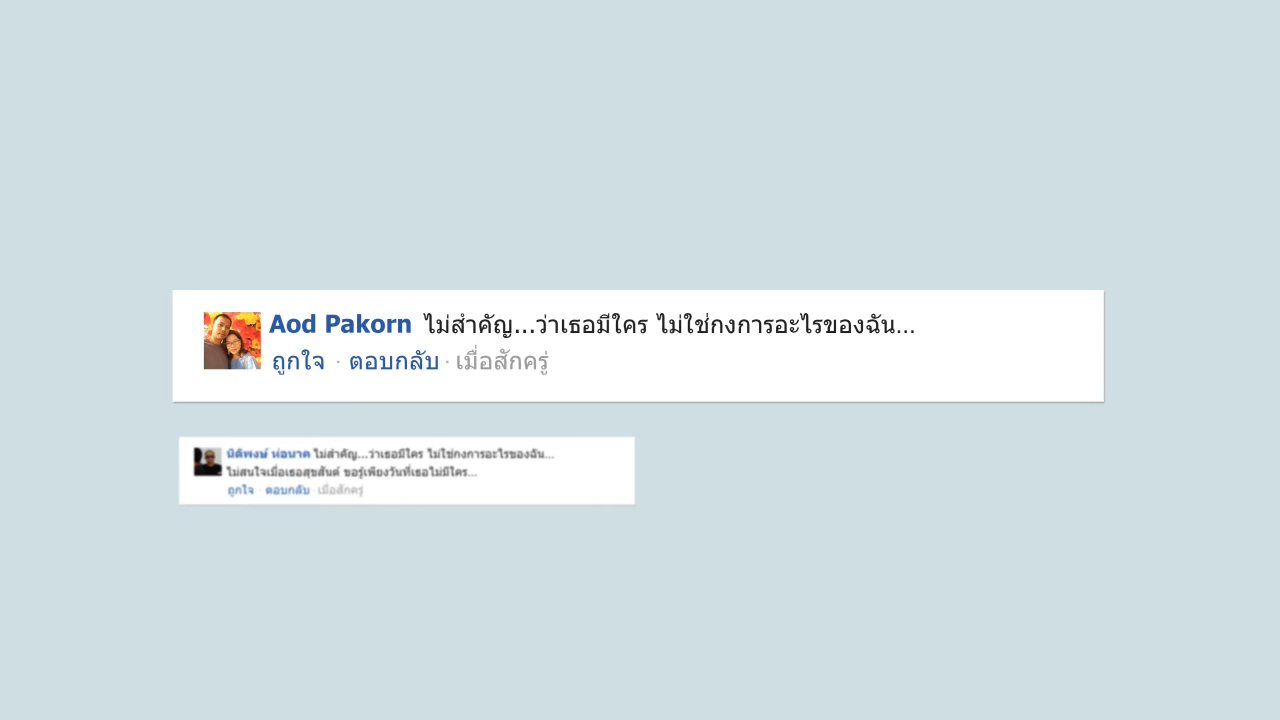 Aod Pakorn ไม่สำคัญ...ว่าเธอมีใคร ไม่ใช่กงการอะไรของฉัน...
ถูกใจ · ตอบกลับ · เมื่อสักครู่
นิติพงษ์ ห่อนาค ไม่สำคัญ...ว่าเธอมีใคร ไม่ใช่กงการอะไรของฉัน...
ไม่สนใจเมื่อเธอสุขสันต์ ขอรู้เพียงวันที่เธอไม่มีใคร...
ถูกใจ · ตอบกลับ · เมื่อสักครู่